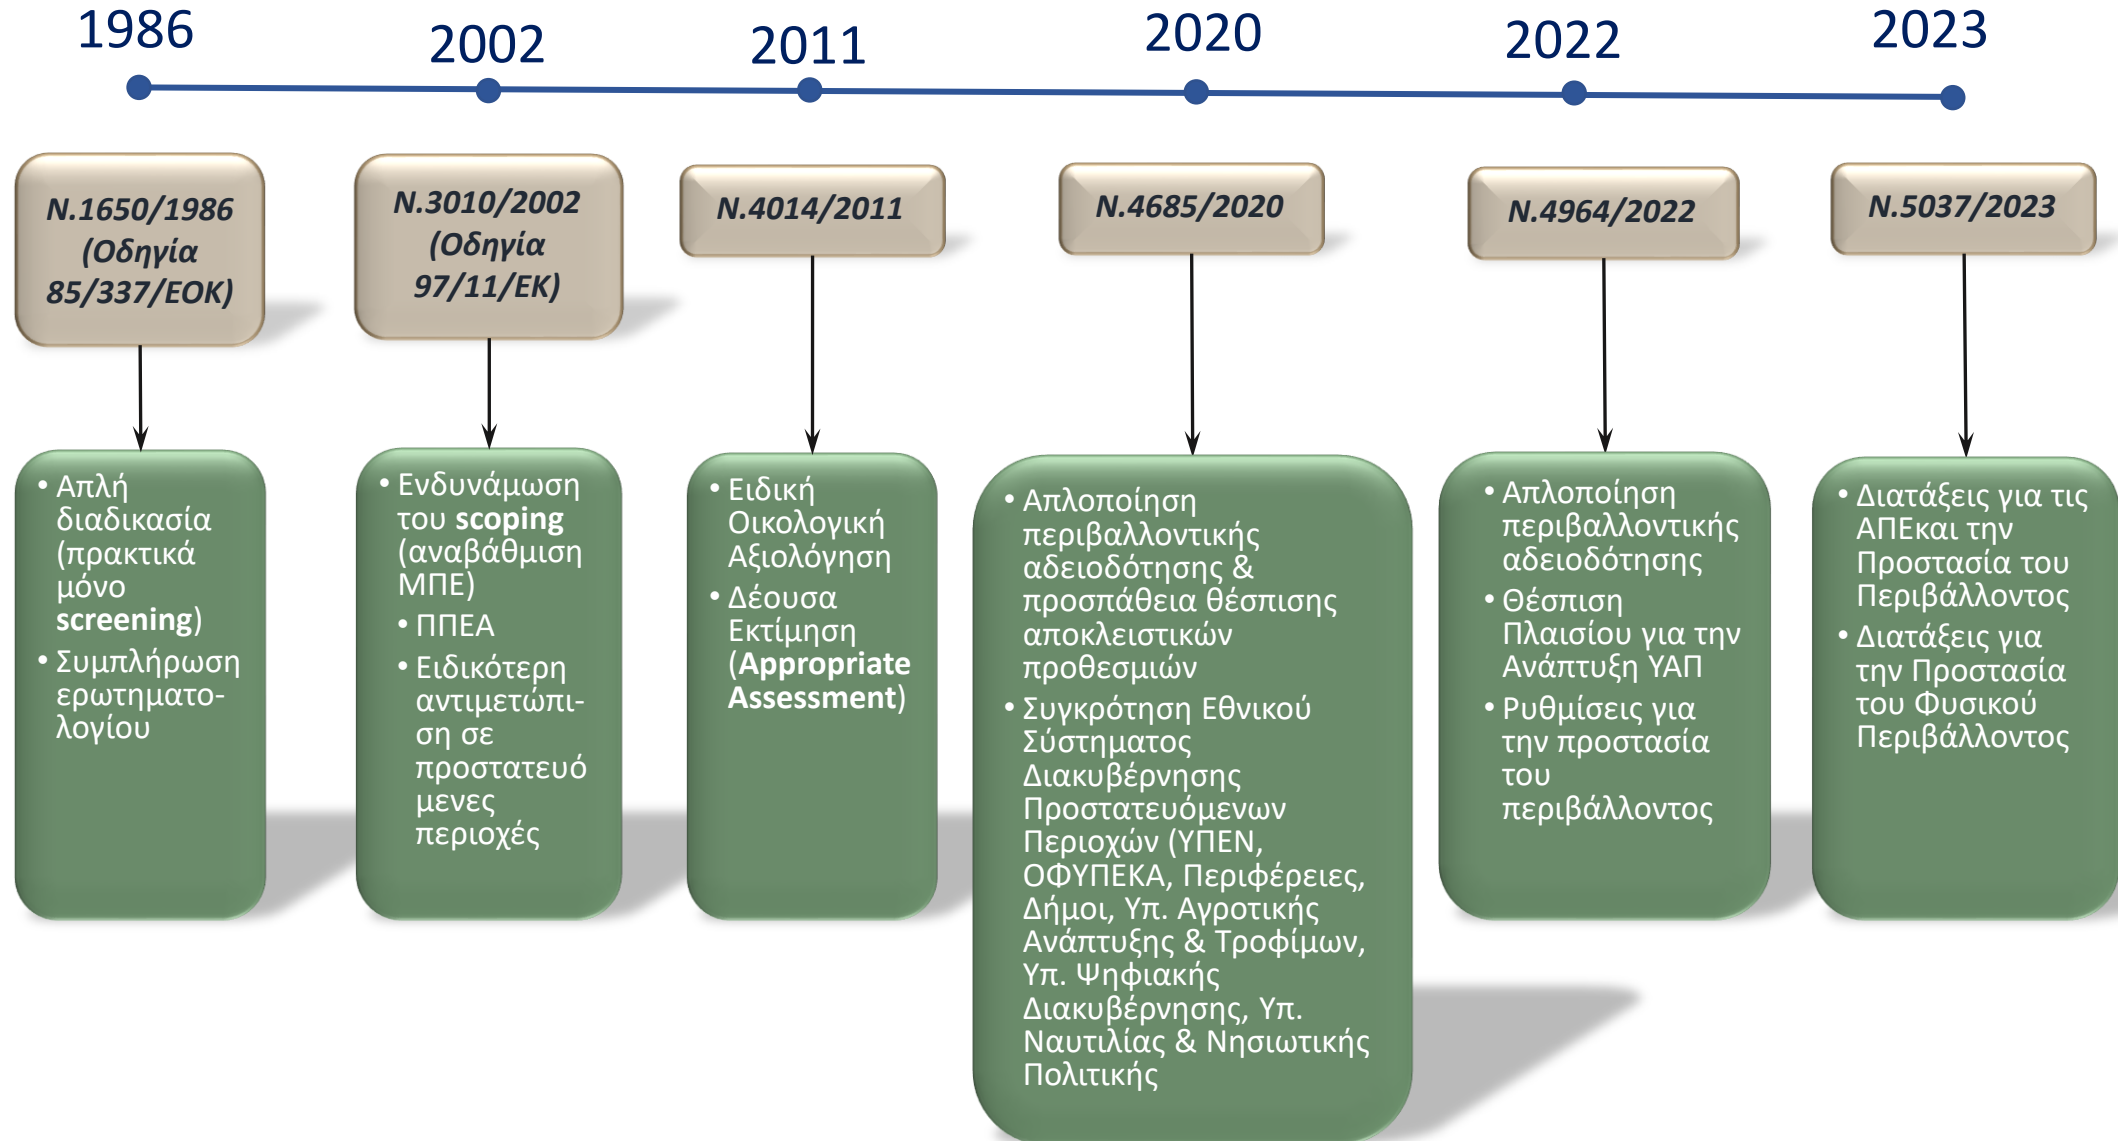 1986
2002
2011
2020
2022
2023
Ν.1650/1986
(Οδηγία
85/337/ΕΟΚ)
Ν.3010/2002
(Οδηγία
97/11/ΕΚ)
Ν.4014/2011
Ν.4685/2020
Ν.4964/2022
Ν.5037/2023
• Απλή
διαδικασία
(πρακτικά
μόνο
screening)
• Συμπλήρωση
ερωτηματο-
λογίου
• Ενδυνάμωση
του scoping
(αναβάθμιση
ΜΠΕ)
• ΠΠΕΑ
• Ειδικότερη
αντιμετώπι-
ση σε
προστατευό
μενες
περιοχές
• Ειδική
Οικολογική
Αξιολόγηση
• Δέουσα
Εκτίμηση
(Appropriate
Assessment)
• Απλοποίηση
περιβαλλοντικής
αδειοδότησης &
προσπάθεια θέσπισης
αποκλειστικών
προθεσμιών
• Συγκρότηση Εθνικού
Σύστηματος
Διακυβέρνησης
Προστατευόμενων
Περιοχών (ΥΠΕΝ,
ΟΦΥΠΕΚΑ, Περιφέρειες,
Δήμοι, Υπ. Αγροτικής
Ανάπτυξης & Τροφίμων,
Υπ. Ψηφιακής
Διακυβέρνησης, Υπ.
Ναυτιλίας & Νησιωτικής
Πολιτικής
• Απλοποίηση
περιβαλλοντικής
αδειοδότησης
• Θέσπιση
Πλαισίου για την
Ανάπτυξη ΥΑΠ
• Ρυθμίσεις για
την προστασία
του
περιβάλλοντος
• Διατάξεις για τις
ΑΠΕκαι την
Προστασία του
Περιβάλλοντος
• Διατάξεις για
την Προστασία
του Φυσικού
Περιβάλλοντος